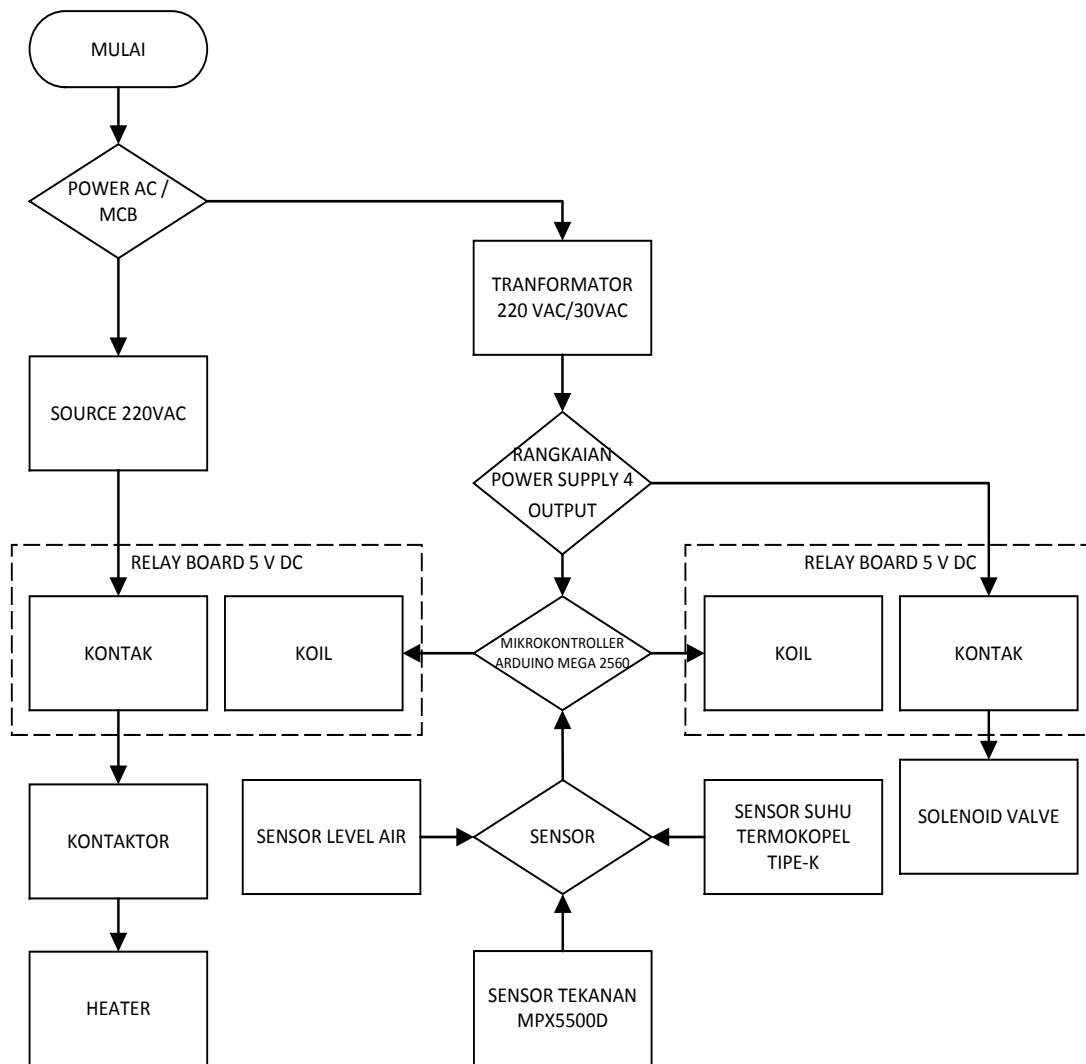 MULAI
POWER AC /
MCB
TRANFORMATOR
220 VAC/30VAC
SOURCE 220VAC
RANGKAIAN
POWER SUPPLY 4
OUTPUT
RELAY BOARD 5 V DC
RELAY BOARD 5 V DC
KONTAK
KOIL
MIKROKONTROLLER
ARDUINO MEGA 2560
KOIL
KONTAK
KONTAKTOR
SENSOR LEVEL AIR
SENSOR
SENSOR SUHU
TERMOKOPEL
TIPE-K
SOLENOID VALVE
HEATER
SENSOR TEKANAN
MPX5500D